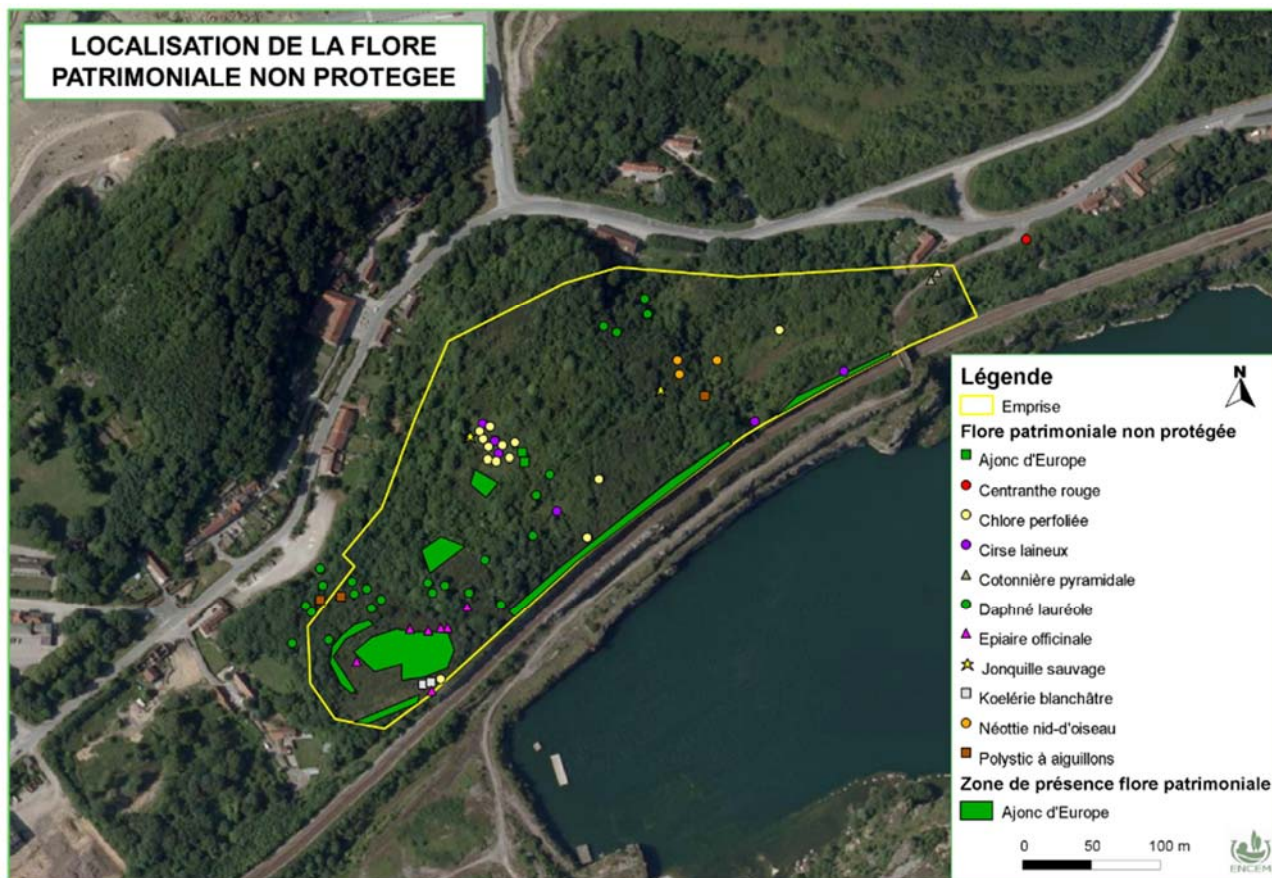 LOCALISATION DE LA FLORE
PATRIMONIALE NON PROTEGEE
Légende
N
Emprise
Flore patrimoniale non protégée
Ajonc d'Europe
Centranthe rouge
Chlore perfoliée
Cirse laineux
Cotonnière pyramidale
Daphné lauréole
Epiaire officinale
Jonquille sauvage
Koelérie blanchâtre
Néottie nid-d'oiseau
Polystic à aiguillons
Zone de présence flore patrimoniale
Ajonc d'Europe
0 50 100 m
ENCEM